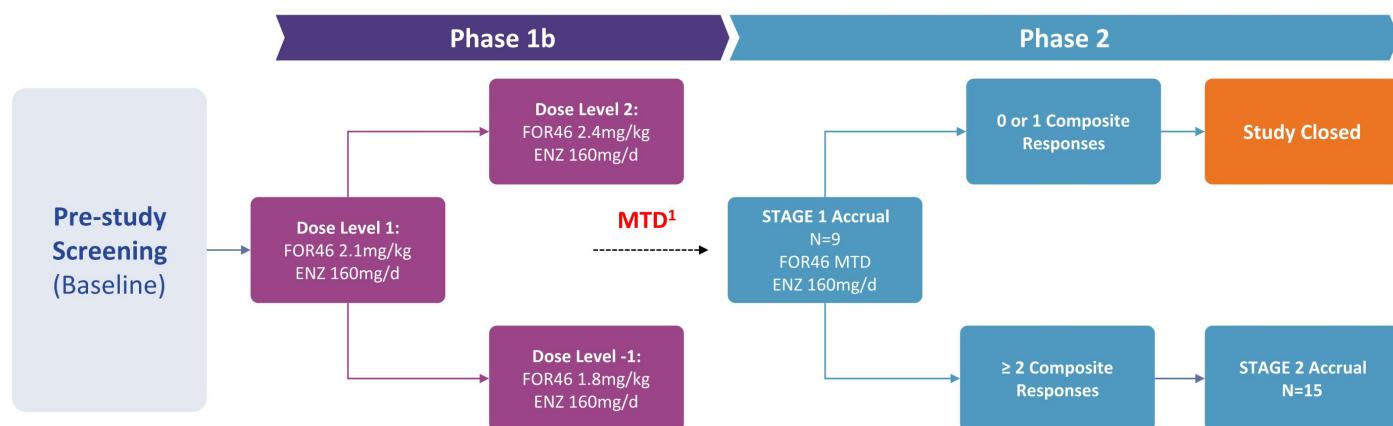 Phase 1b
Phase 2
Pre-study
Screening
(Baseline)
Dose Level 1:
FOR46 2.1mg/kg
ENZ 160mg/d
Dose Level 2:
FOR46 2.4mg/kg
ENZ 160mg/d
Dose Level -1:
FOR46 1.8mg/kg
ENZ 160mg/d
MTD¹
STAGE 1 Accrual
N=9
FOR46 MTD
ENZ 160mg/d
0 or 1 Composite
Responses
Study Closed
≥ 2 Composite
Responses
STAGE 2 Accrual
N=15